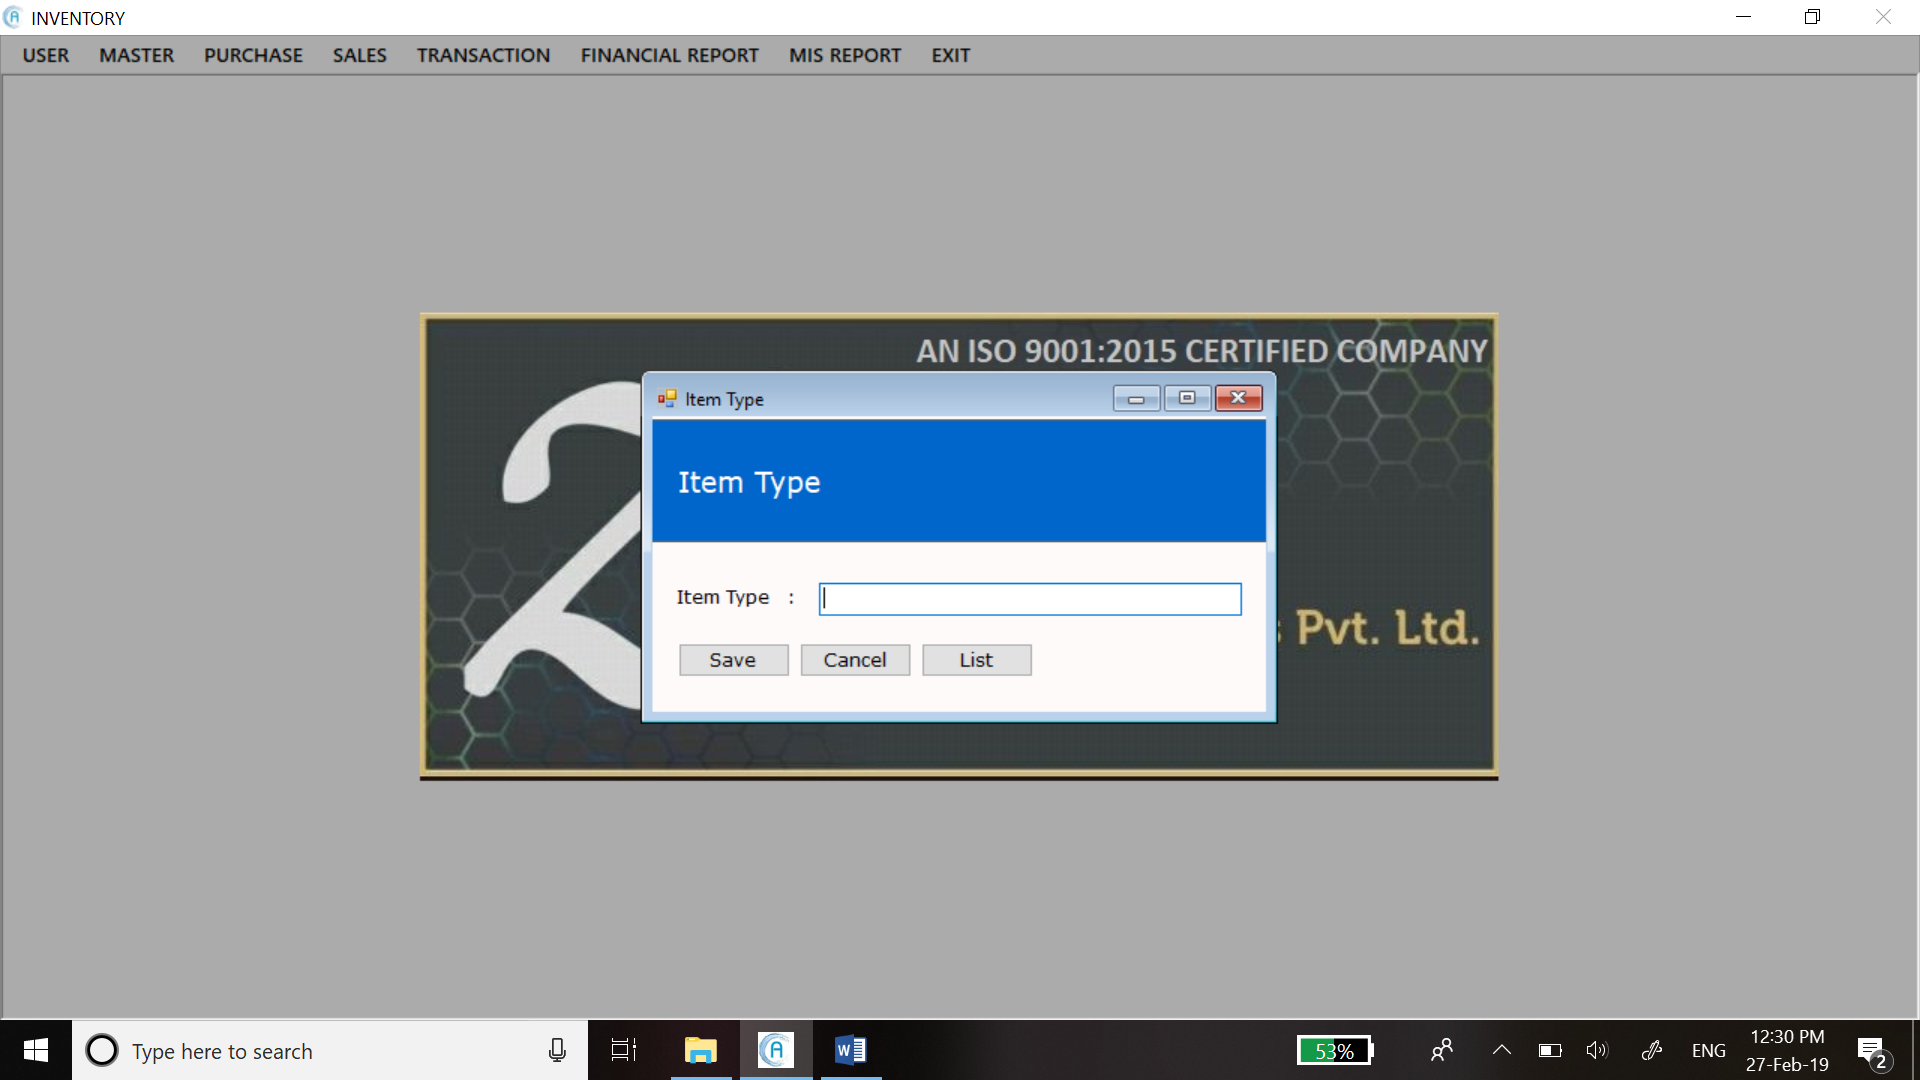 INVENTORY
USER MASTER PURCHASE SALES TRANSACTION FINANCIAL REPORT MIS REPORT EXIT
AN ISO 9001:2015 CERTIFIED COMPANY
Item Type
Item Type
Item Type :
Pvt. Ltd.
Save Cancel List
Type here to search
53%
ENG
12:30 PM
27-Feb-19
2